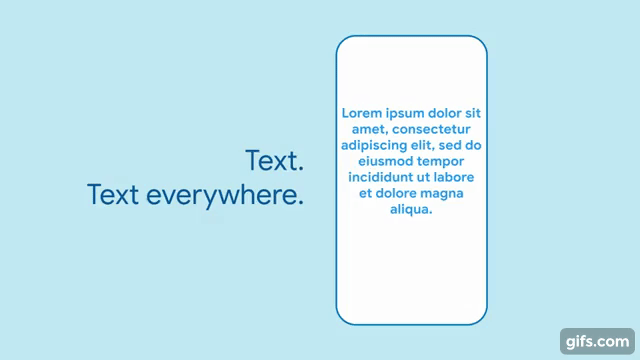 Text.
Text everywhere.
Lorem ipsum dolor sit
amet, consectetur
adipiscing elit, sed do
eiusmod tempor
incididunt ut labore
et dolore magna
aliqua.
gifs.com